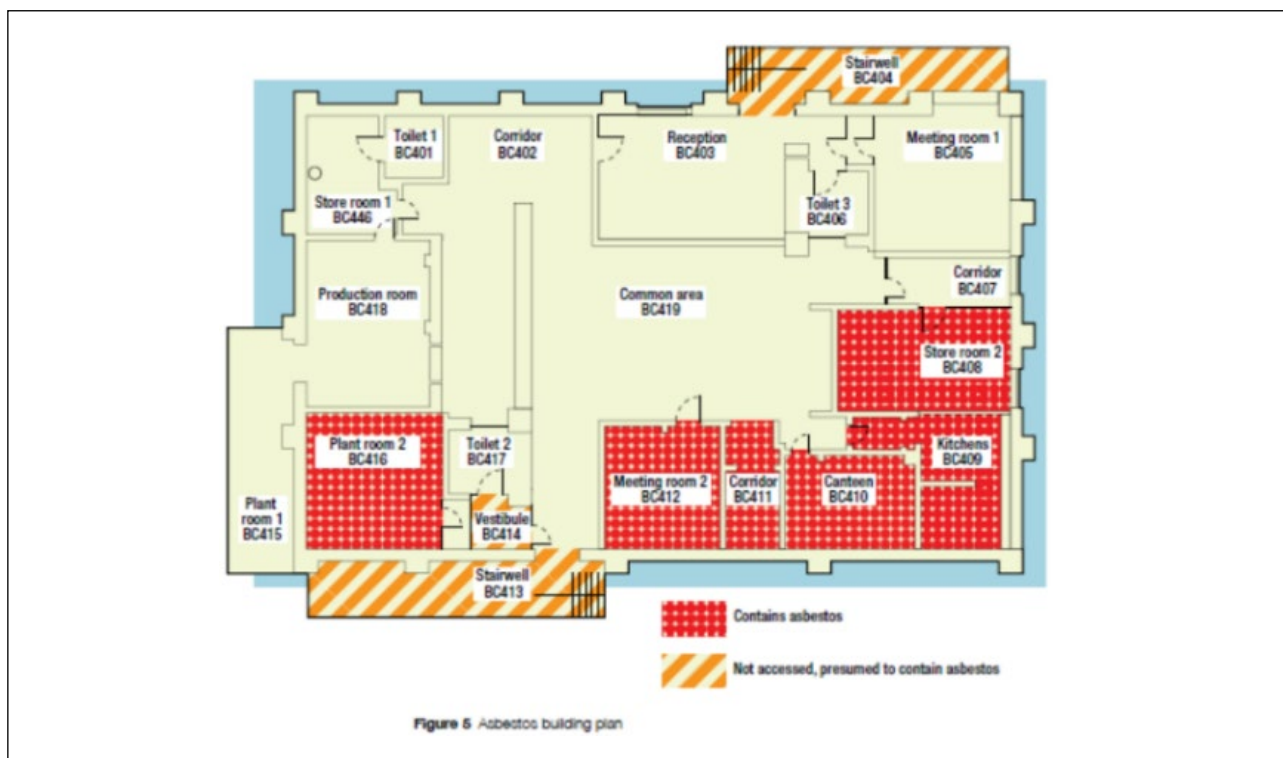 Stairwell
BC404
Toilet 1
BC401
Corridor
BC402
Reception
BC403
Meeting room 1
BC405
Store room 1
BC446
Toilet 3
BC406
Corridor
BC407
Production room
BC418
Common area
BC419
Store room 2
BC408
Plant room 2
BC416
Toilet 2
BC417
Kitchens
BC409
Meeting room 2
BC412
Corridor
BC411
Canteen
BC410
Plant
room 1
BC415
Vestibule
BC414
Stairwell
BC413
Contains asbestos
Not accessed, presumed to contain asbestos
Figure 5 Asbestos building plan